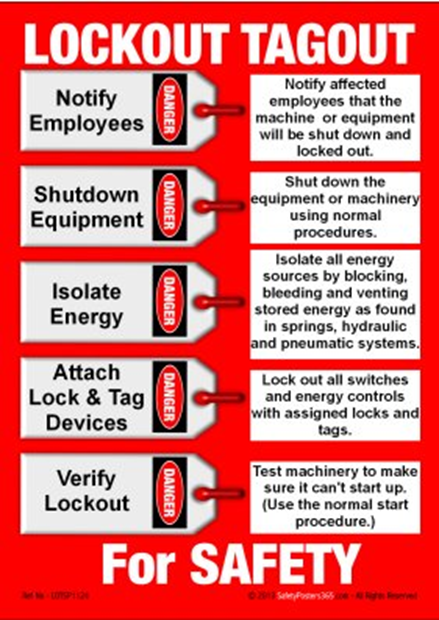 LOCKOUT TAGOUT
Notify
Employees
DANGER
Notify affected
employees that the
machine or equipment
will be shut down and
locked out.
Shutdown
Equipment
DANGER
Shut down the
equipment or machinery
using normal
procedures.
Isolate
Energy
DANGER
Isolate all energy
sources by blocking,
bleeding and venting
stored energy as found
in springs, hydraulic
and pneumatic systems.
Attach
Lock & Tag
Devices
DANGER
Lock out all switches
and energy controls
with assigned locks and
tags.
Verify
Lockout
DANGER
Test machinery to make
sure it can't start up.
(Use the normal start
procedure.)
For SAFETY
SafetyPosters365.com - All Rights Reserved